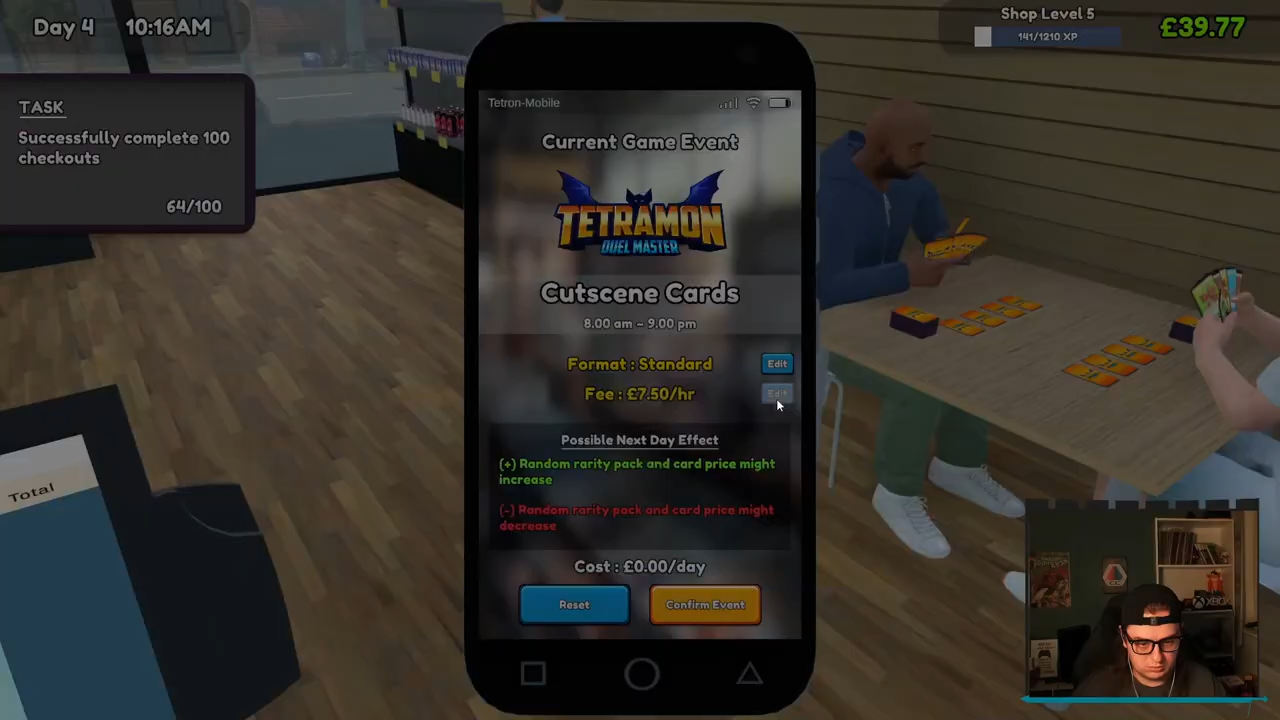 Day 4 10:16AM
Shop Level 5
141/1210 XP
£39.77
TASK
Successfully complete 100
checkouts
64/100
Tetron-Mobile
Current Game Event
TETRAMON
DUEL MASTER
Cutscene Cards
8.00 am - 9.00 pm
Format : Standard
Edit
Fee : £7.50/hr
Edit
Possible Next Day Effect
(+) Random rarity pack and card price might
increase
(-) Random rarity pack and card price might
decrease
Cost : £0.00/day
Reset
Confirm Event
Total
XBOX